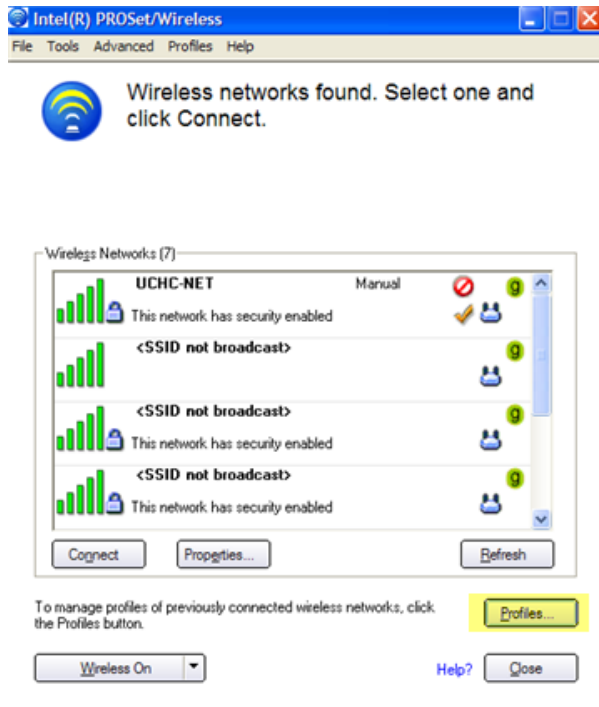 Intel(R) PROSet/Wireless
File Tools Advanced Profiles Help
Wireless networks found. Select one and
click Connect.
Wireless Networks (7)
UCHC-NET Manual g
This network has security enabled
<SSID not broadcast> g
<SSID not broadcast> g
This network has security enabled
<SSID not broadcast> g
This network has security enabled
Connect Properties... Refresh
To manage profiles of previously connected wireless networks, click
the Profiles button.
Profiles...
Wireless On Help? Close